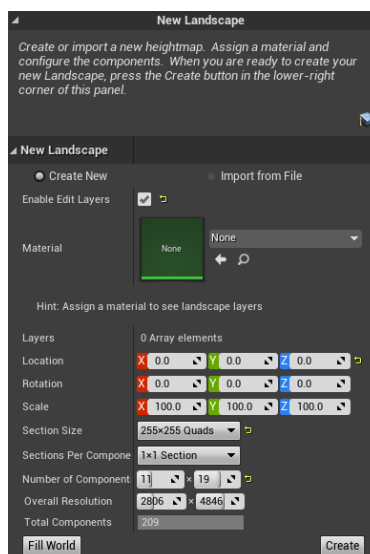 New Landscape
Create or import a new heightmap. Assign a material and
configure the components. When you are ready to create your
new Landscape, press the Create button in the lower-right
corner of this panel.
New Landscape
Create New Import from File
Enable Edit Layers
Material None None
Hint: Assign a material to see landscape layers
Layers 0 Array elements
Location X 0.0 Y 0.0 Z 0.0
Rotation 0.0 0.0 0.0
Scale X 100.0 Y 100.0 Z 100.0
Section Size 255×255 Quads
Sections Per Compone 1×1 Section
Number of Component 11 × 19
Overall Resolution 2806 × 4846
Total Components 209
Fill World Create